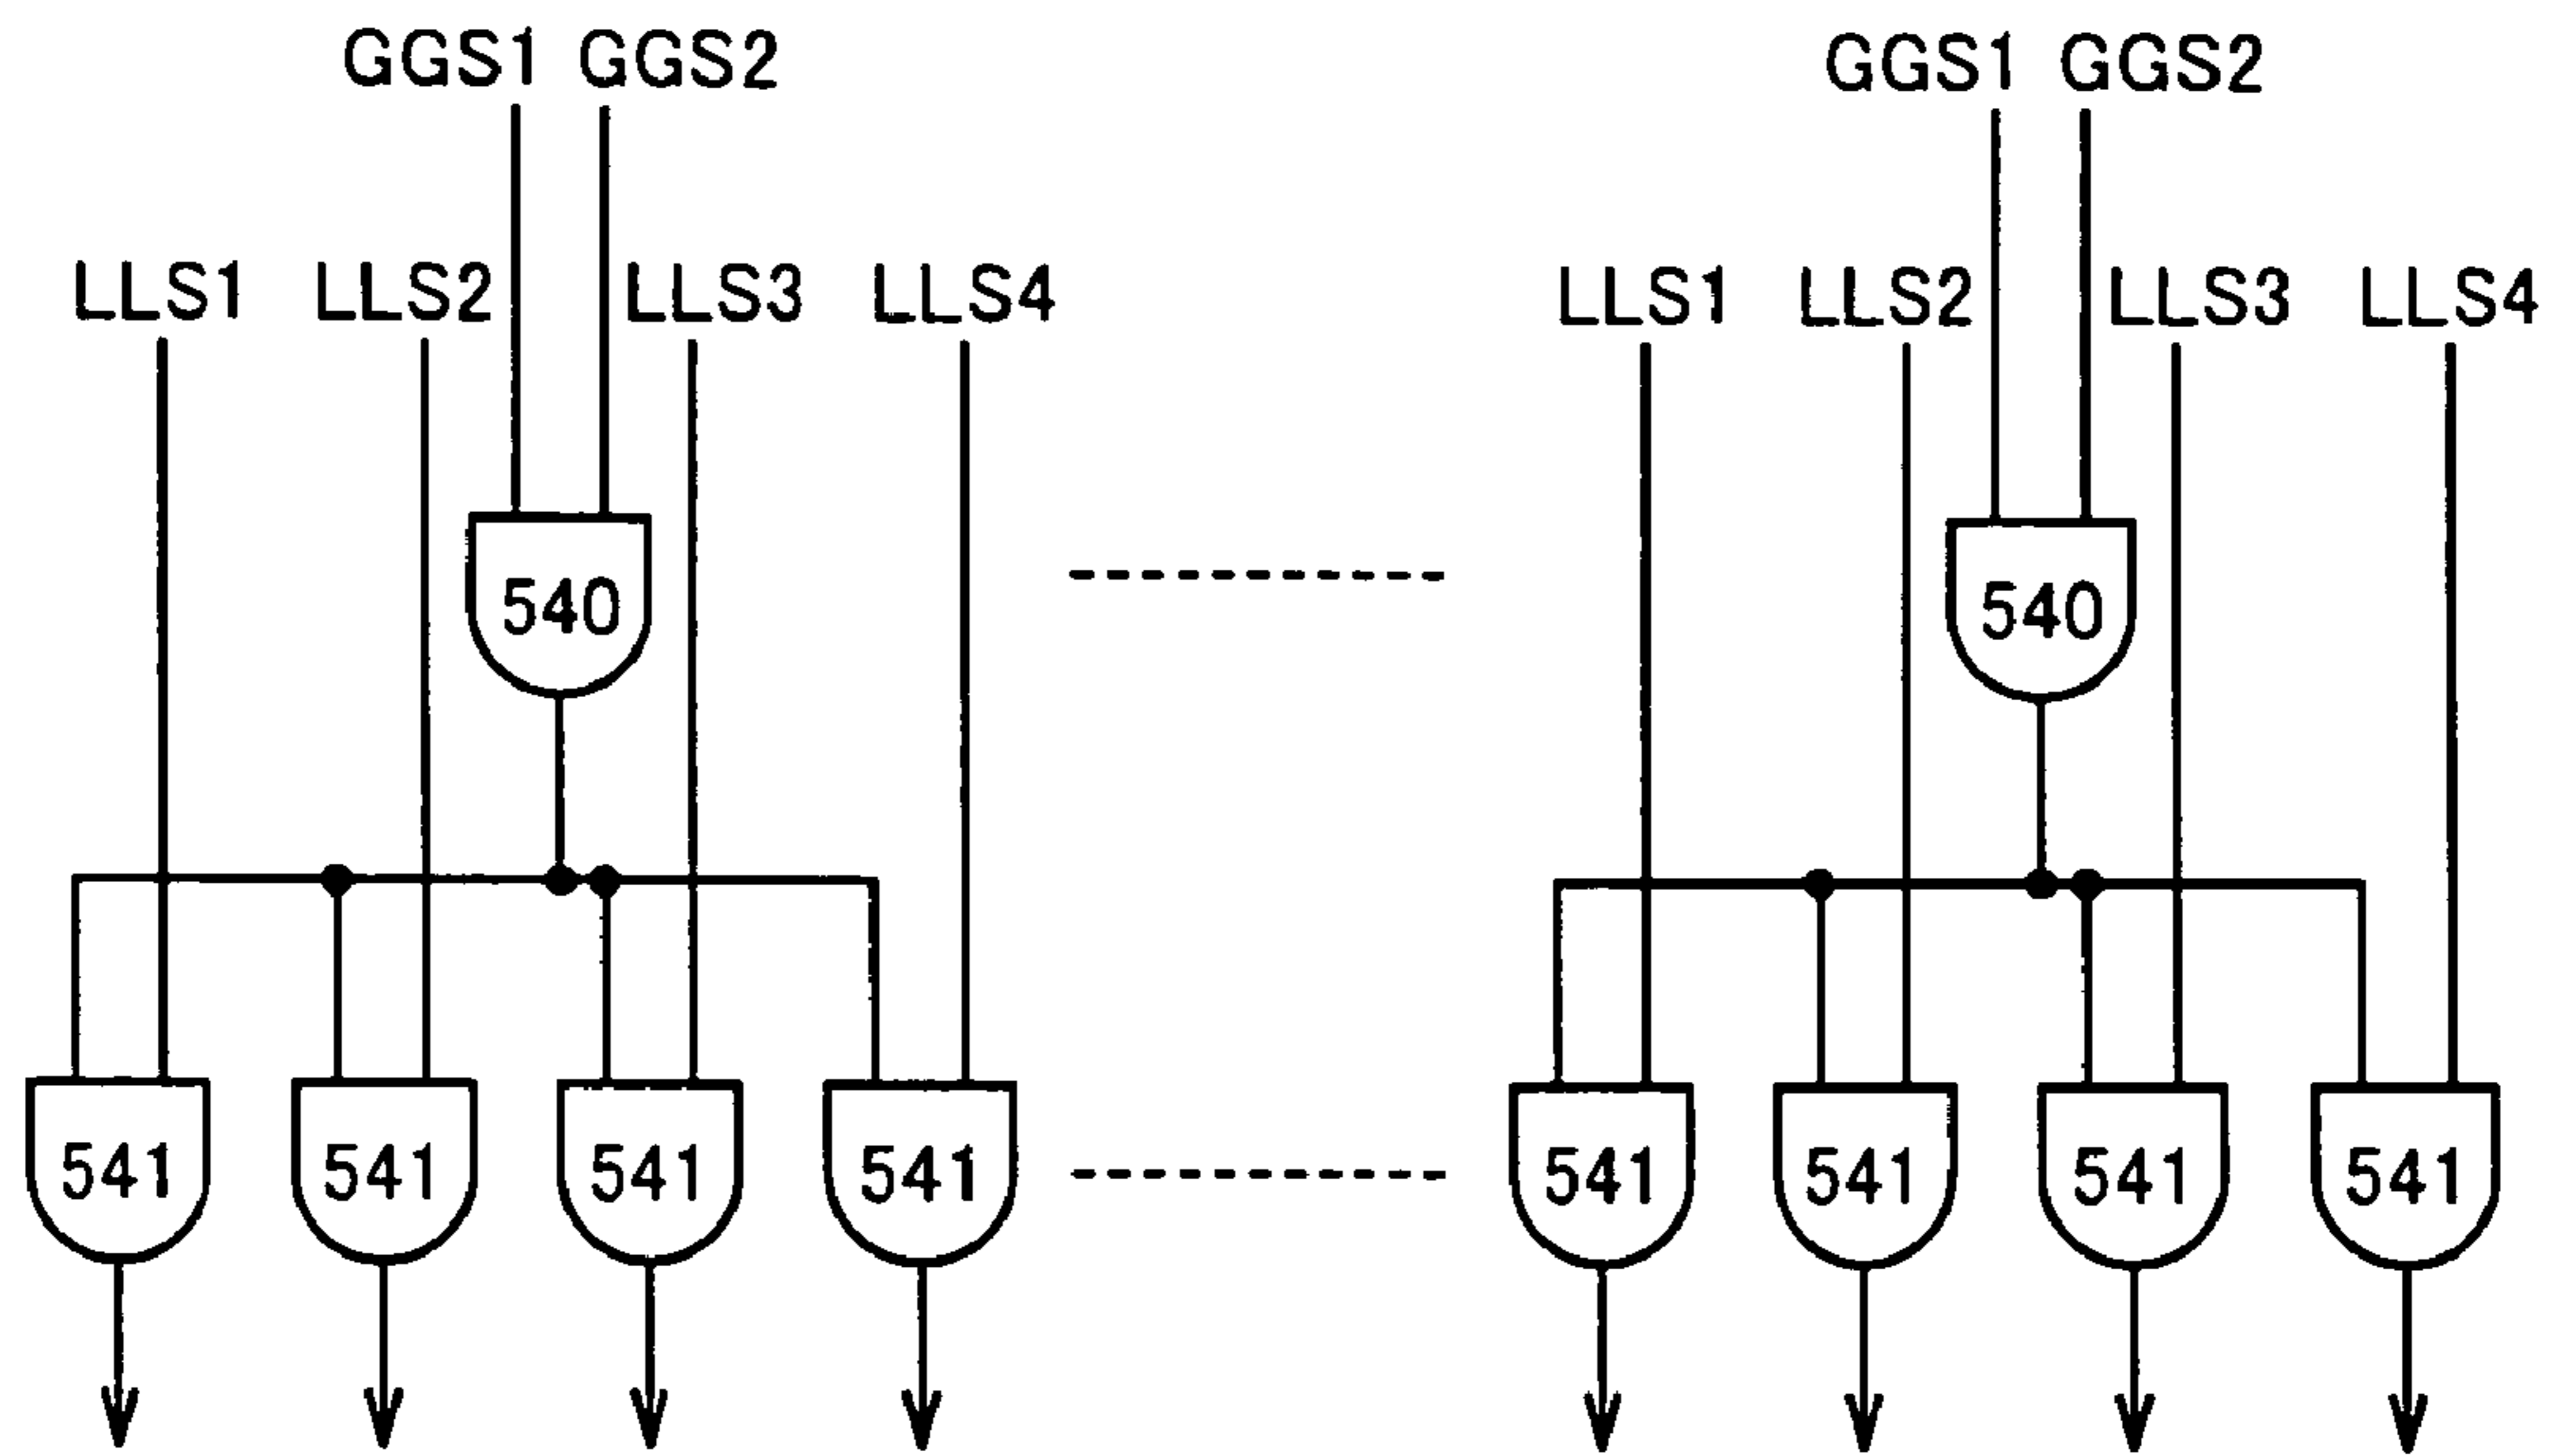 GGS1 GGS2 GGS1 GGS2
LLS1 LLS2 LLS3 LLS4 LLS1 LLS2 LLS3 LLS4
540 540
541 541 541 541 541 541 541 541